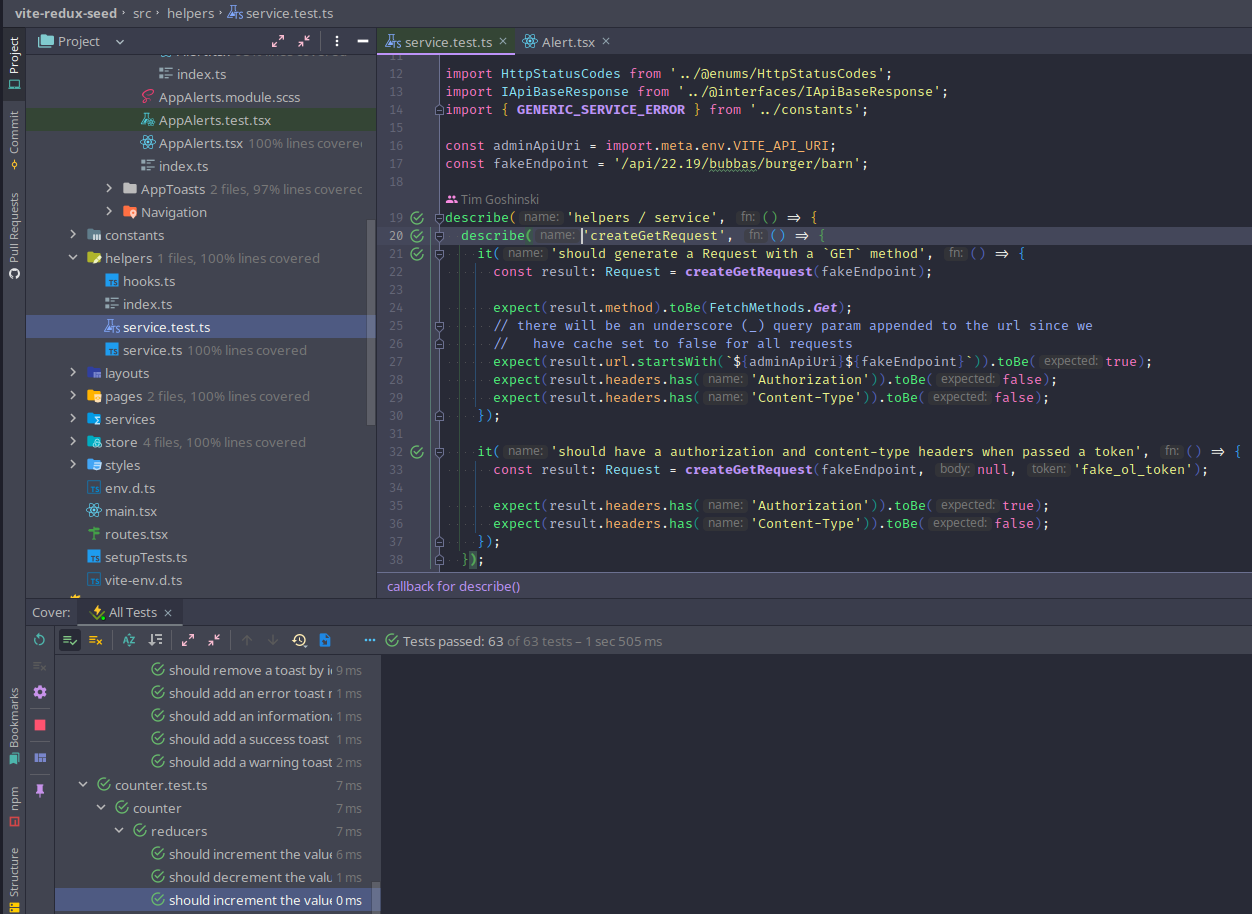 vite-redux-seed › src › helpers › service.test.ts
Project
Commit
Pull Requests
Bookmarks
npm
Structure
Project
index.ts
AppAlerts.module.scss
AppAlerts.test.tsx
AppAlerts.tsx 100% lines covere
index.ts
AppToasts 2 files, 97% lines covered
Navigation
constants
helpers 1 files, 100% lines covered
hooks.ts
index.ts
service.test.ts
service.ts 100% lines covered
layouts
pages 2 files, 100% lines covered
services
store 4 files, 100% lines covered
styles
env.d.ts
main.tsx
routes.tsx
setupTests.ts
vite-env.d.ts
service.test.ts × Alert.tsx ×
11
12 import HttpStatusCodes from '../@enums/HttpStatusCodes';
13 import IApiBaseResponse from '../@interfaces/IApiBaseResponse';
14 import { GENERIC_SERVICE_ERROR } from '../constants';
15
16 const adminApiUri = import.meta.env.VITE_API_URI;
17 const fakeEndpoint = '/api/22.19/bubbas/burger/barn';
18
Tim Goshinski
19 describe( name: 'helpers / service', fn: () => {
20 describe( name: 'createGetRequest', fn: () => {
21 it( name: 'should generate a Request with a `GET` method', fn: () => {
22 const result: Request = createGetRequest(fakeEndpoint);
23
24 expect(result.method).toBe(FetchMethods.Get);
25 // there will be an underscore (_) query param appended to the url since we
26 // have cache set to false for all requests
27 expect(result.url.startsWith(`${adminApiUri}${fakeEndpoint}`)).toBe( expected: true);
28 expect(result.headers.has( name: 'Authorization')).toBe( expected: false);
29 expect(result.headers.has( name: 'Content-Type')).toBe( expected: false);
30 });
31
32 it( name: 'should have a authorization and content-type headers when passed a token', fn: () => {
33 const result: Request = createGetRequest(fakeEndpoint, body: null, token: 'fake_ol_token');
34
35 expect(result.headers.has( name: 'Authorization')).toBe( expected: true);
36 expect(result.headers.has( name: 'Content-Type')).toBe( expected: false);
37 });
38 });
callback for describe()
Cover: All Tests ×
Tests passed: 63 of 63 tests – 1 sec 505 ms
should remove a toast by i 9 ms
should add an error toast r 1 ms
should add an informationa 1 ms
should add a success toast 1 ms
should add a warning toast 2 ms
counter.test.ts 7 ms
counter 7 ms
reducers 7 ms
should increment the value 6 ms
should decrement the valu 1 ms
should increment the value 0 ms